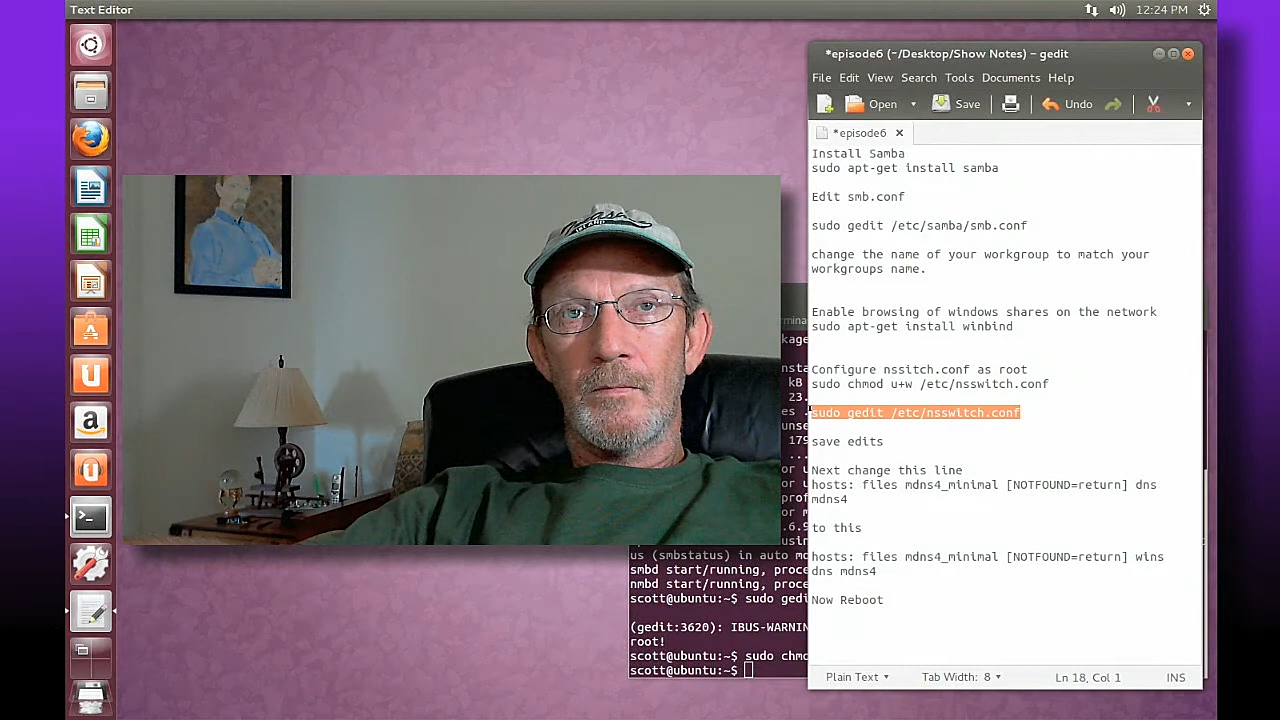 Text Editor
12:24 PM
*episode6 (~/Desktop/Show Notes) - gedit
File Edit View Search Tools Documents Help
Open Save Undo
*episode6
Install Samba
sudo apt-get install samba
Edit smb.conf
sudo gedit /etc/samba/smb.conf
change the name of your workgroup to match your
workgroups name.
Enable browsing of windows shares on the network
sudo apt-get install winbind
Configure nssitch.conf as root
sudo chmod u+w /etc/nsswitch.conf
sudo gedit /etc/nsswitch.conf
save edits
Next change this line
hosts: files mdns4_minimal [NOTFOUND=return] dns
mdns4
to this
hosts: files mdns4_minimal [NOTFOUND=return] wins
dns mdns4
Now Reboot
Plain Text Tab Width: 8 Ln 18, Col 1 INS
us (smbstatus) in auto mo
smbd start/running, proce
nmbd start/running, proce
scott@ubuntu:~$ sudo gedi
(gedit:3620): IBUS-WARNIN
root!
scott@ubuntu:~$ sudo chmo
scott@ubuntu:~$